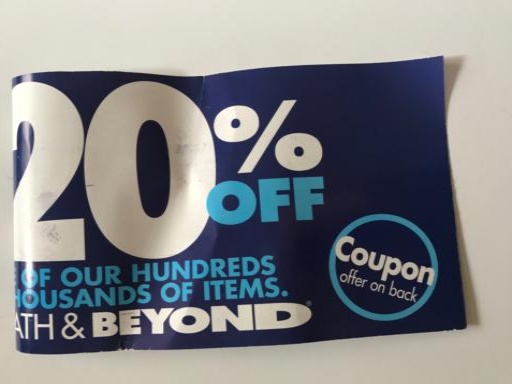 20%
OFF
OF OUR HUNDREDS
HOUSANDS OF ITEMS.
ATH & BEYOND®
Coupon
offer on back